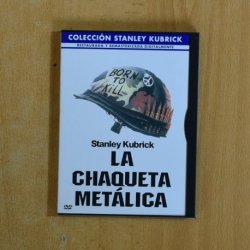 COLECCIÓN STANLEY KUBRICK
RESTAURADA Y REMASTERIZADA DIGITALMENTE
BORN
TO
KILL
Stanley Kubrick
LA
CHAQUETA
METÁLICA
DVD